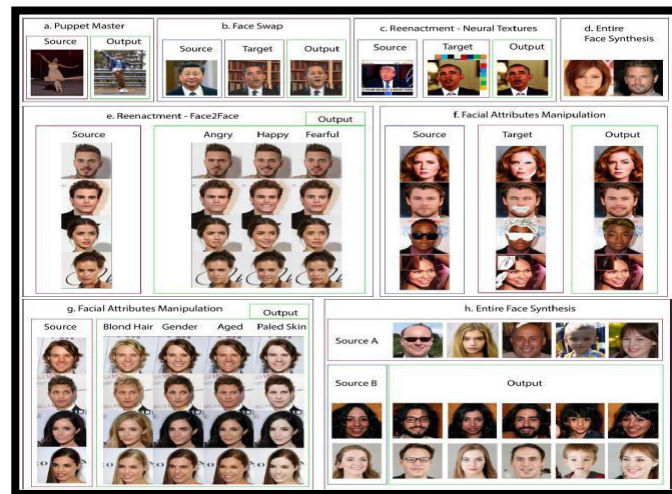 a. Puppet Master
Source Output
b. Face Swap
Source Target Output
c. Reenactment - Neural Textures
Source Target Output
d. Entire
Face Synthesis
e. Reenactment - Face2Face
Output
Source Angry Happy Fearful
f. Facial Attributes Manipulation
Source Target Output
g. Facial Attributes Manipulation
Output
Source Blond Hair Gender Aged Paled Skin
h. Entire Face Synthesis
Source A
Source B Output